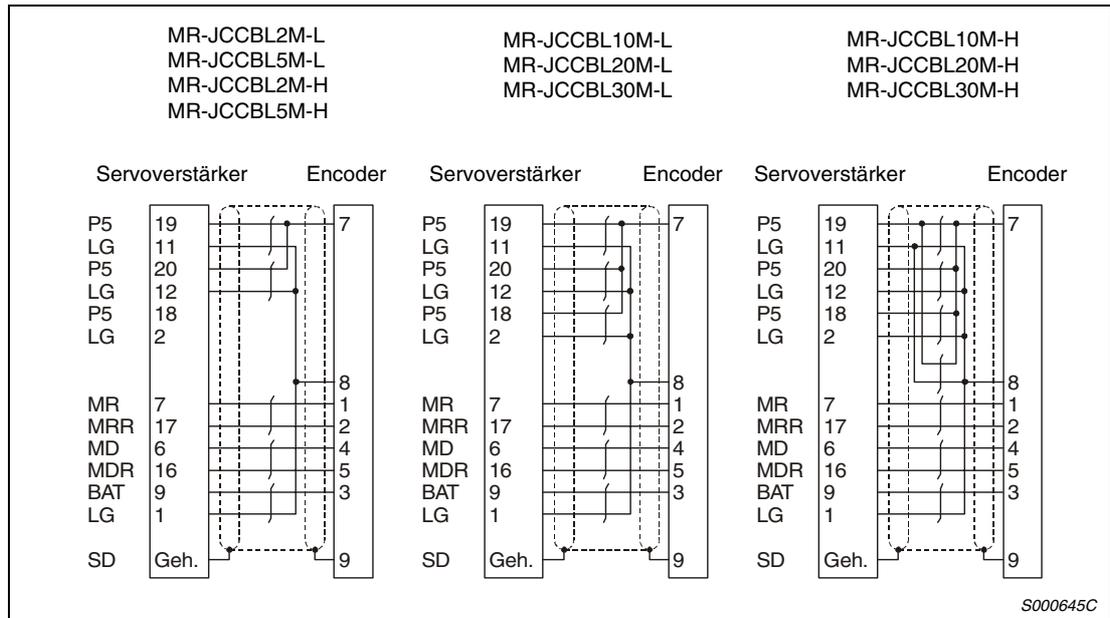 MR-JCCBL2M-L
MR-JCCBL5M-L
MR-JCCBL2M-H
MR-JCCBL5M-H
MR-JCCBL10M-L
MR-JCCBL20M-L
MR-JCCBL30M-L
MR-JCCBL10M-H
MR-JCCBL20M-H
MR-JCCBL30M-H
Servoverstärker Encoder
P5 19 7
LG 11
P5 20
LG 12
P5 18
LG 2
8
MR 7 1
MRR 17 2
MD 6 4
MDR 16 5
BAT 9 3
LG 1
SD Geh. 9
Servoverstärker Encoder
P5 19 7
LG 11
P5 20
LG 12
P5 18
LG 2
8
MR 7 1
MRR 17 2
MD 6 4
MDR 16 5
BAT 9 3
LG 1
SD Geh. 9
Servoverstärker Encoder
P5 19 7
LG 11
P5 20
LG 12
P5 18
LG 2
8
MR 7 1
MRR 17 2
MD 6 4
MDR 16 5
BAT 9 3
LG 1
SD Geh. 9
S000645C